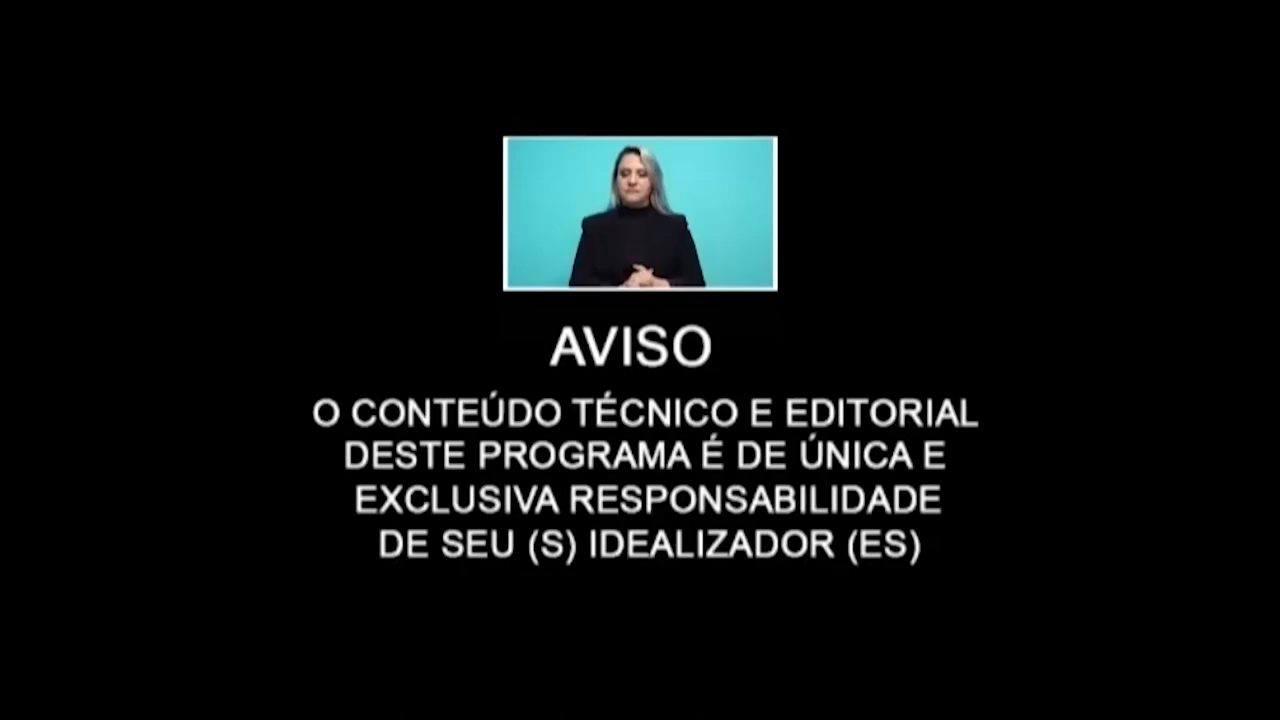 AVISO
O CONTEÚDO TÉCNICO E EDITORIAL
DESTE PROGRAMA É DE ÚNICA E
EXCLUSIVA RESPONSABILIDADE
DE SEU (S) IDEALIZADOR (ES)